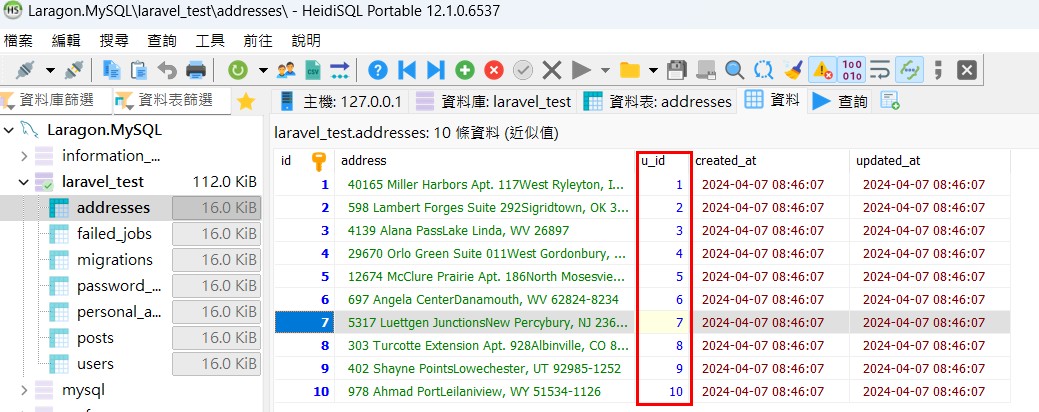 Laragon.MySQL\laravel_test\addresses\ - HeidiSQL Portable 12.1.0.6537
檔案 編輯 搜尋 查詢 工具 前往 說明
資料庫篩選 資料表篩選 主機: 127.0.0.1 資料庫: laravel_test 資料表: addresses 資料 查詢
Laragon.MySQL
information_...
laravel_test 112.0 KiB
addresses 16.0 KiB
failed_jobs 16.0 KiB
migrations 16.0 KiB
password_... 16.0 KiB
personal_a... 16.0 KiB
posts 16.0 KiB
users 16.0 KiB
mysql
laravel_test.addresses: 10 條資料 (近似值)
id address u_id created_at updated_at
1 40165 Miller Harbors Apt. 117West Ryleyton, I... 1 2024-04-07 08:46:07 2024-04-07 08:46:07
2 598 Lambert Forges Suite 292Sigridtown, OK 3... 2 2024-04-07 08:46:07 2024-04-07 08:46:07
3 4139 Alana PassLake Linda, WV 26897 3 2024-04-07 08:46:07 2024-04-07 08:46:07
4 29670 Orlo Green Suite 011West Gordonbury, ... 4 2024-04-07 08:46:07 2024-04-07 08:46:07
5 12674 McClure Prairie Apt. 186North Mosesvie... 5 2024-04-07 08:46:07 2024-04-07 08:46:07
6 697 Angela CenterDanamouth, WV 62824-8234 6 2024-04-07 08:46:07 2024-04-07 08:46:07
7 5317 Luettgen JunctionsNew Percybury, NJ 236... 7 2024-04-07 08:46:07 2024-04-07 08:46:07
8 303 Turcotte Extension Apt. 928Albinville, CO 8... 8 2024-04-07 08:46:07 2024-04-07 08:46:07
9 402 Shayne PointsLowechester, UT 92985-1252 9 2024-04-07 08:46:07 2024-04-07 08:46:07
10 978 Ahmad PortLeilaniview, WY 51534-1126 10 2024-04-07 08:46:07 2024-04-07 08:46:07